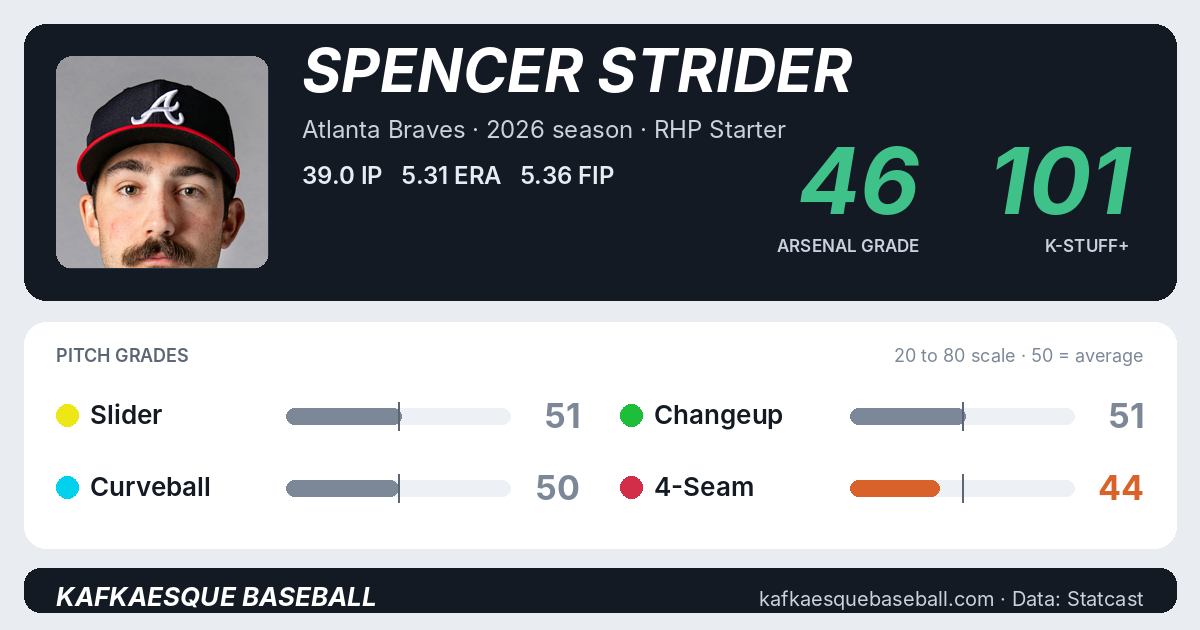 SPENCER STRIDER
Atlanta Braves · 2026 season · RHP Starter
39.0 IP 5.31 ERA 5.36 FIP
46 101
ARSENAL GRADE K-STUFF+
PITCH GRADES 20 to 80 scale · 50 = average
Slider 51 Changeup 51
Curveball 50 4-Seam 44
KAFKAESQUE BASEBALL kafkaesquebaseball.com · Data: Statcast